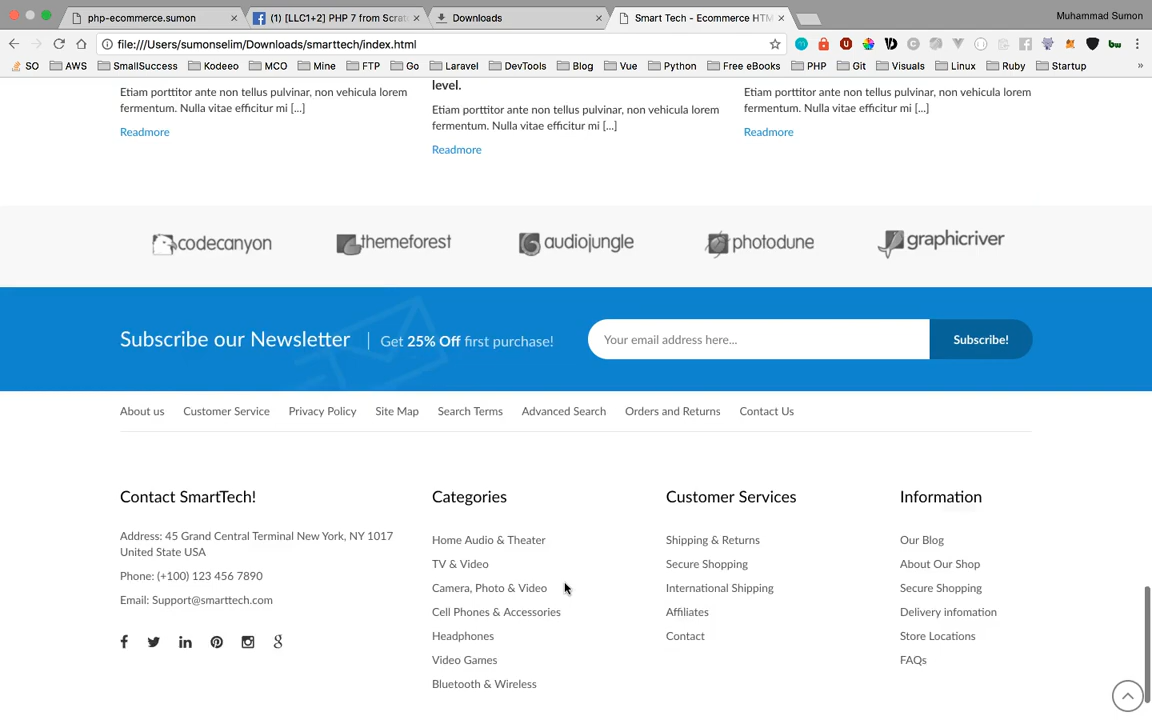 php-ecommerce.sumon
(1) [LLC1+2] PHP 7 from Scrat
Downloads
Smart Tech - Ecommerce HTM
Muhammad Sumon
file:///Users/sumonselim/Downloads/smarttech/index.html
SO AWS SmallSuccess Kodeeo MCO Mine FTP Go Laravel DevTools Blog Vue Python Free eBooks PHP Git Visuals Linux Ruby Startup »
level.
Etiam porttitor ante non tellus pulvinar, non vehicula lorem
fermentum. Nulla vitae efficitur mi [...]
Readmore
Etiam porttitor ante non tellus pulvinar, non vehicula lorem
fermentum. Nulla vitae efficitur mi [...]
Readmore
Etiam porttitor ante non tellus pulvinar, non vehicula lorem
fermentum. Nulla vitae efficitur mi [...]
Readmore
codecanyon
themeforest
audiojungle
photodune
graphicriver
Subscribe our Newsletter
Get 25% Off first purchase!
Your email address here...
Subscribe!
About us Customer Service Privacy Policy Site Map Search Terms Advanced Search Orders and Returns Contact Us
Contact SmartTech!
Address: 45 Grand Central Terminal New York, NY 1017
United State USA
Phone: (+100) 123 456 7890
Email: Support@smarttech.com
Categories
Home Audio & Theater
TV & Video
Camera, Photo & Video
Cell Phones & Accessories
Headphones
Video Games
Bluetooth & Wireless
Customer Services
Shipping & Returns
Secure Shopping
International Shipping
Affiliates
Contact
Information
Our Blog
About Our Shop
Secure Shopping
Delivery infomation
Store Locations
FAQs